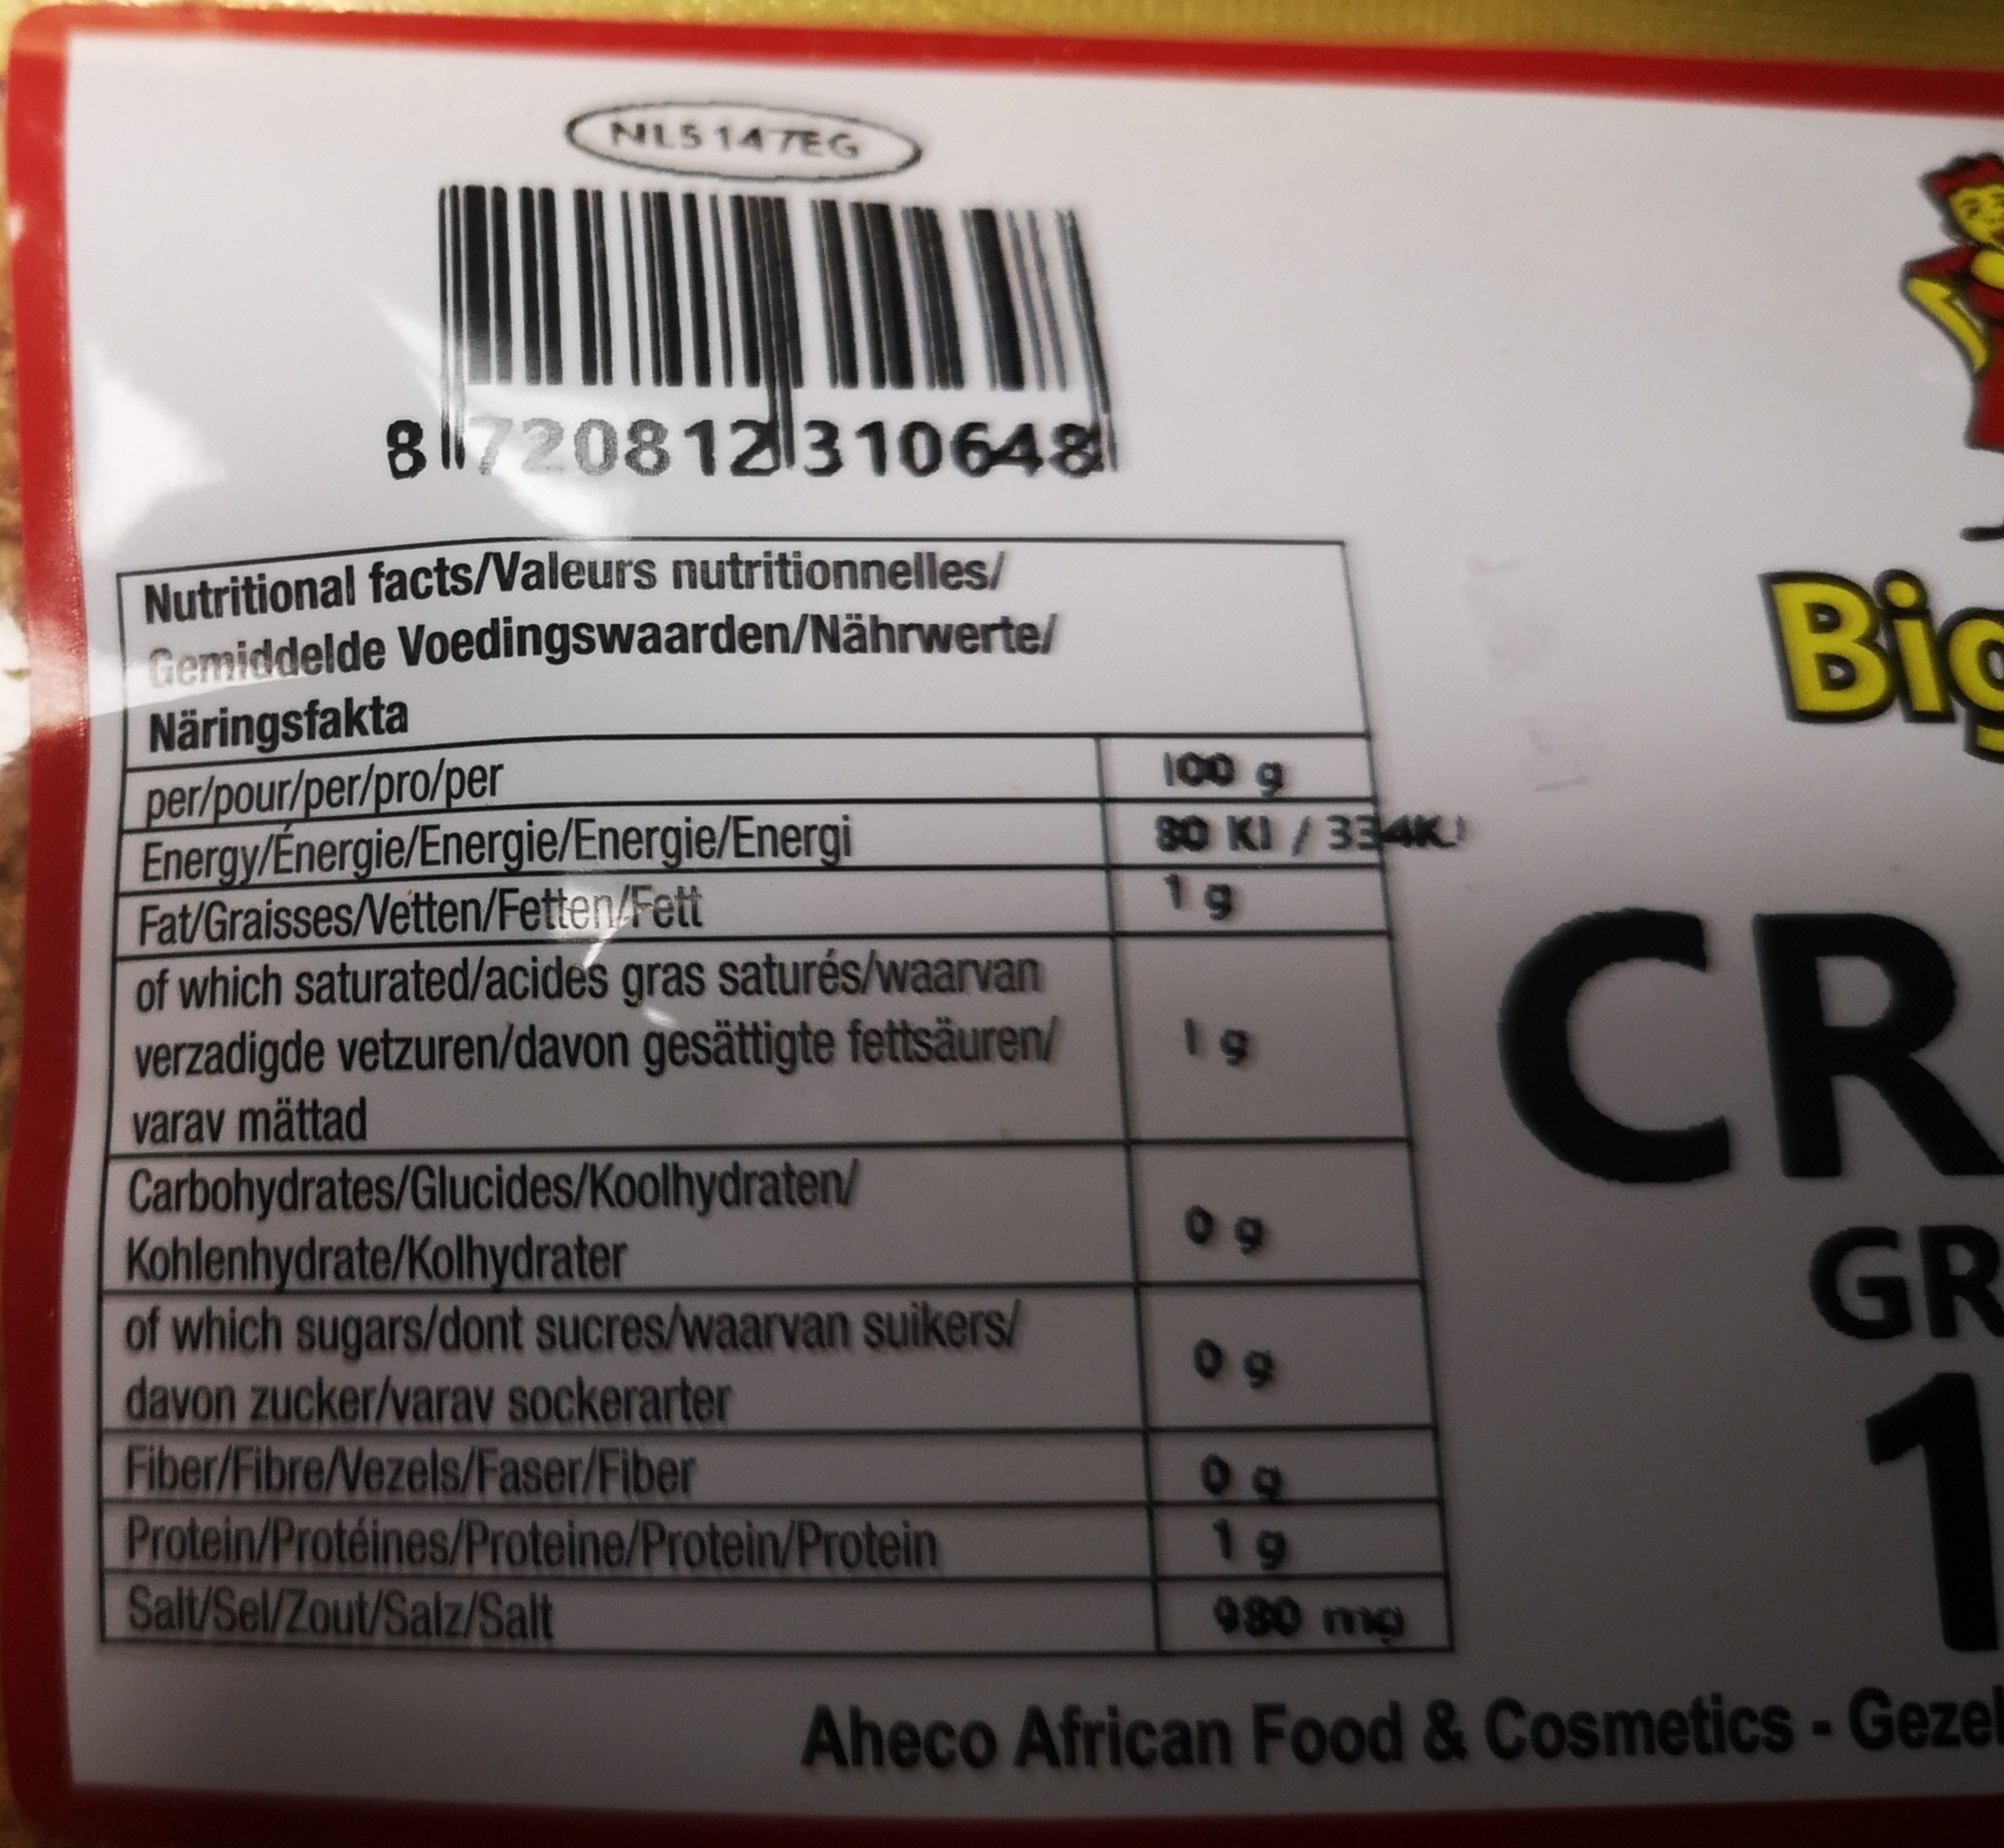 NL5147EG
8 720812 310648
Nutritional facts/Valeurs nutritionnelles/
Gemiddelde Voedingswaarden/Nährwerte/
Näringsfakta
per/pour/per/pro/per 100 g
Energy/Énergie/Energie/Energie/Energi 80 Kl / 334KJ
Fat/Graisses/Vetten/Fetten/Fett 1 g
of which saturated/acides gras saturés/waarvan
verzadigde vetzuren/davon gesättigte fettsäuren/ 1 g
varav mättad
Carbohydrates/Glucides/Koolhydraten/
Kohlenhydrate/Kolhydrater 0 g
of which sugars/dont sucres/waarvan suikers/
davon zucker/varav sockerarter 0 g
Fiber/Fibre/Vezels/Faser/Fiber 0 g
Protein/Protéines/Proteine/Protein/Protein 1 g
Salt/Sel/Zout/Salz/Salt 980 mg
Big
CR
GR
1
Aheco African Food & Cosmetics - Gezel